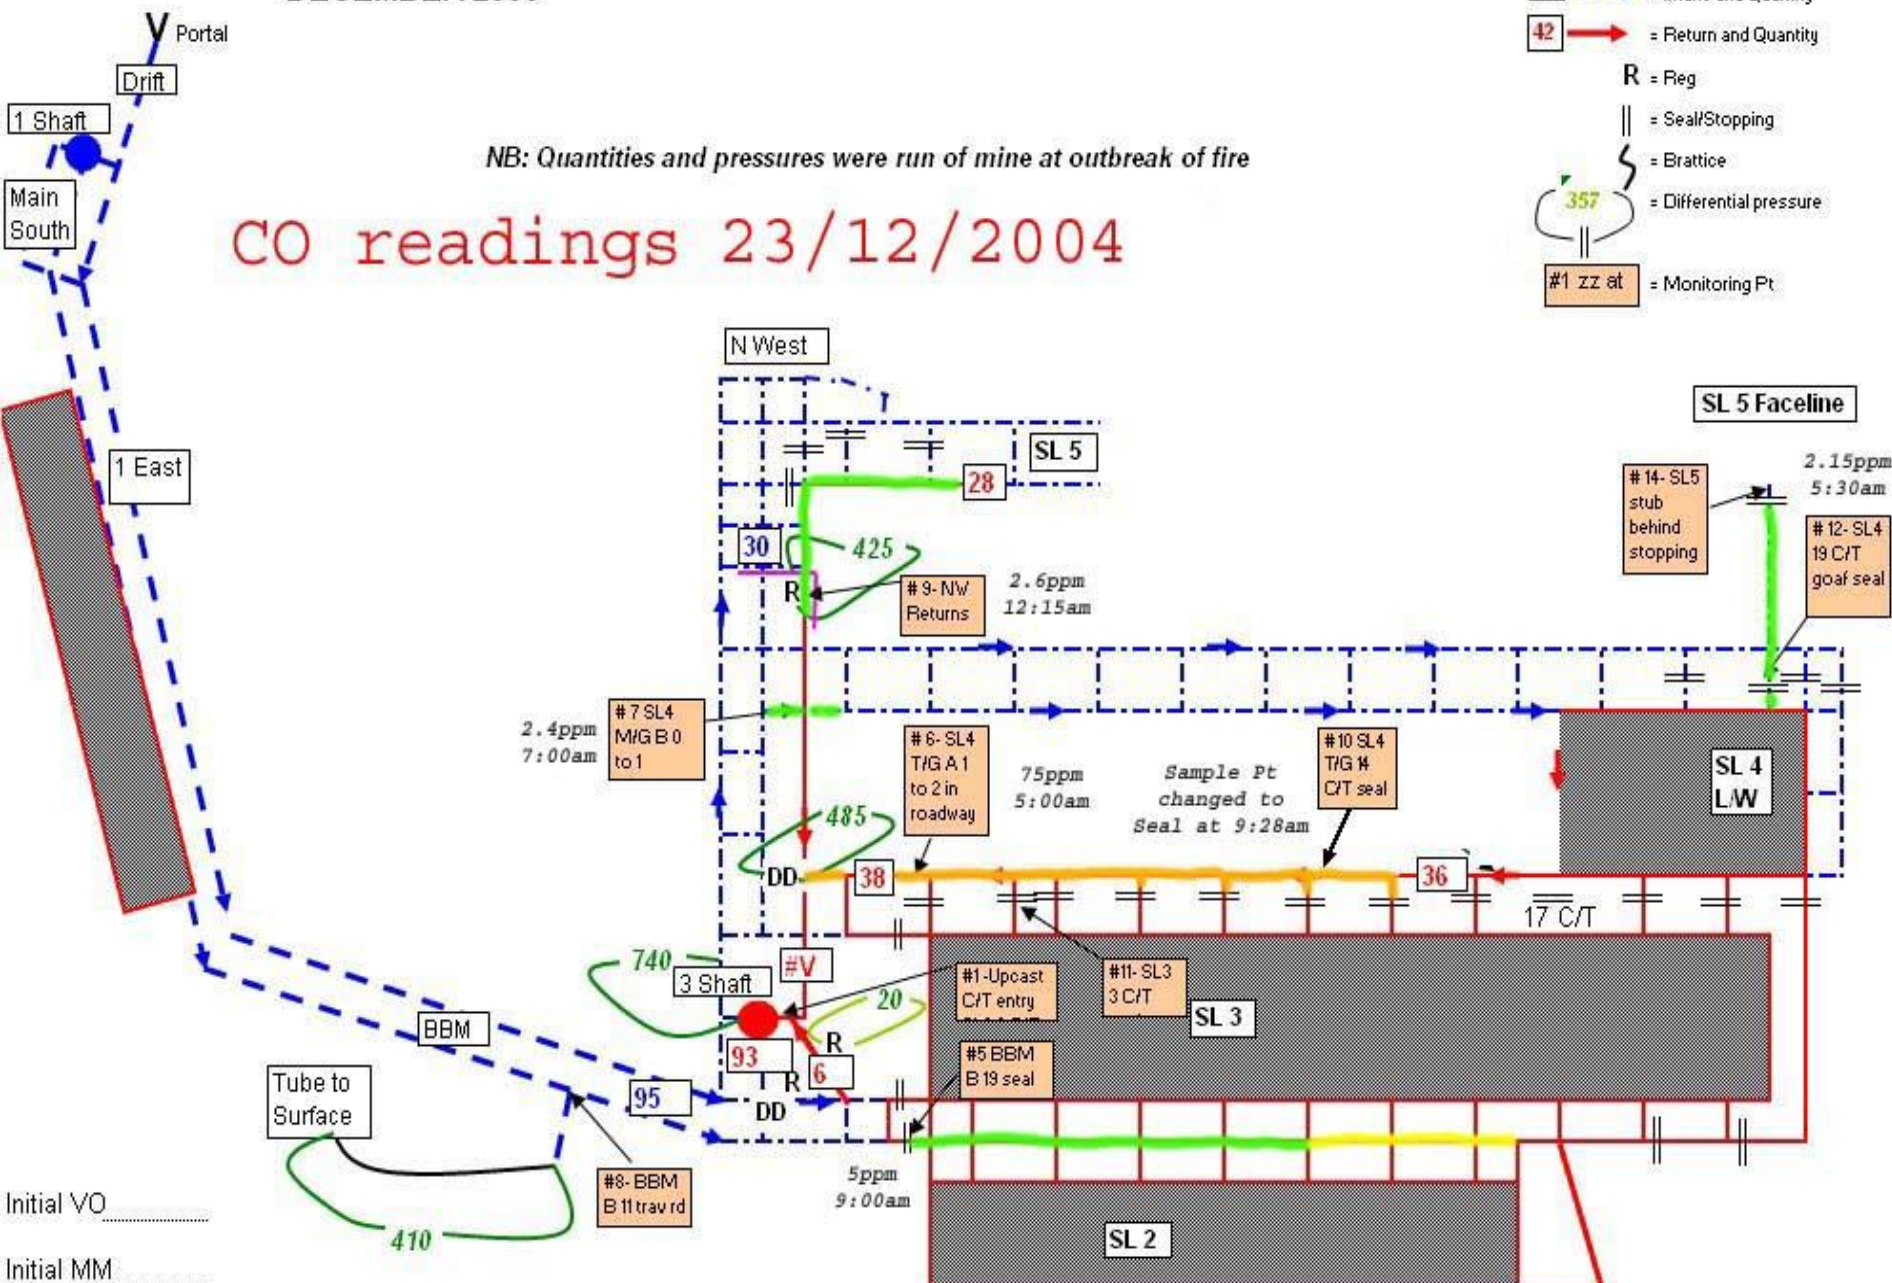 V Portal
Drift
1 Shaft
Main
South
42 = Return and Quantity
R = Reg
= Seal/Stopping
= Brattice
357 = Differential pressure
#1 zz at = Monitoring Pt
NB: Quantities and pressures were run of mine at outbreak of fire
CO readings 23/12/2004
N West
SL 5 Faceline
1 East
SL 5
28
# 14- SL5
stub
behind
stopping
2.15ppm
5:30am
# 12- SL4
19 C/T
goaf seal
30
425
R
# 9- NW
Returns
2.6ppm
12:15am
2.4ppm
7:00am
# 7 SL4
M/G B 0
to 1
# 6- SL4
T/G A 1
to 2 in
roadway
75ppm
5:00am
Sample Pt
changed to
Seal at 9:28am
#10 SL4
T/G 14
C/T seal
SL 4
L/W
485
DD
38
36
17 C/T
740
#V
3 Shaft
#1-Upcast
C/T entry
#11- SL3
3 C/T
SL 3
20
R
93
6
R
#5 BBM
B 19 seal
BBM
95
DD
Tube to
Surface
#8- BBM
B 11 trav rd
5ppm
9:00am
410
SL 2
Initial VO
Initial MM